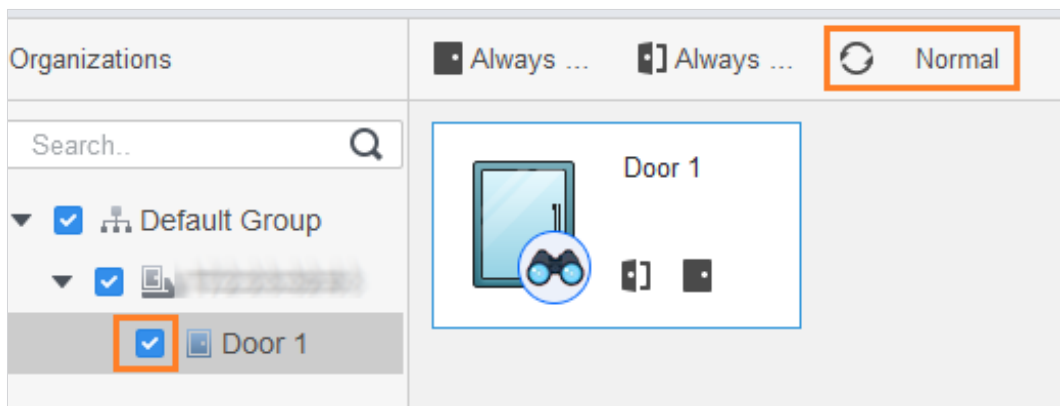 Organizations
Always ...
Always ...
Normal
Search..
Default Group
Door 1
Door 1